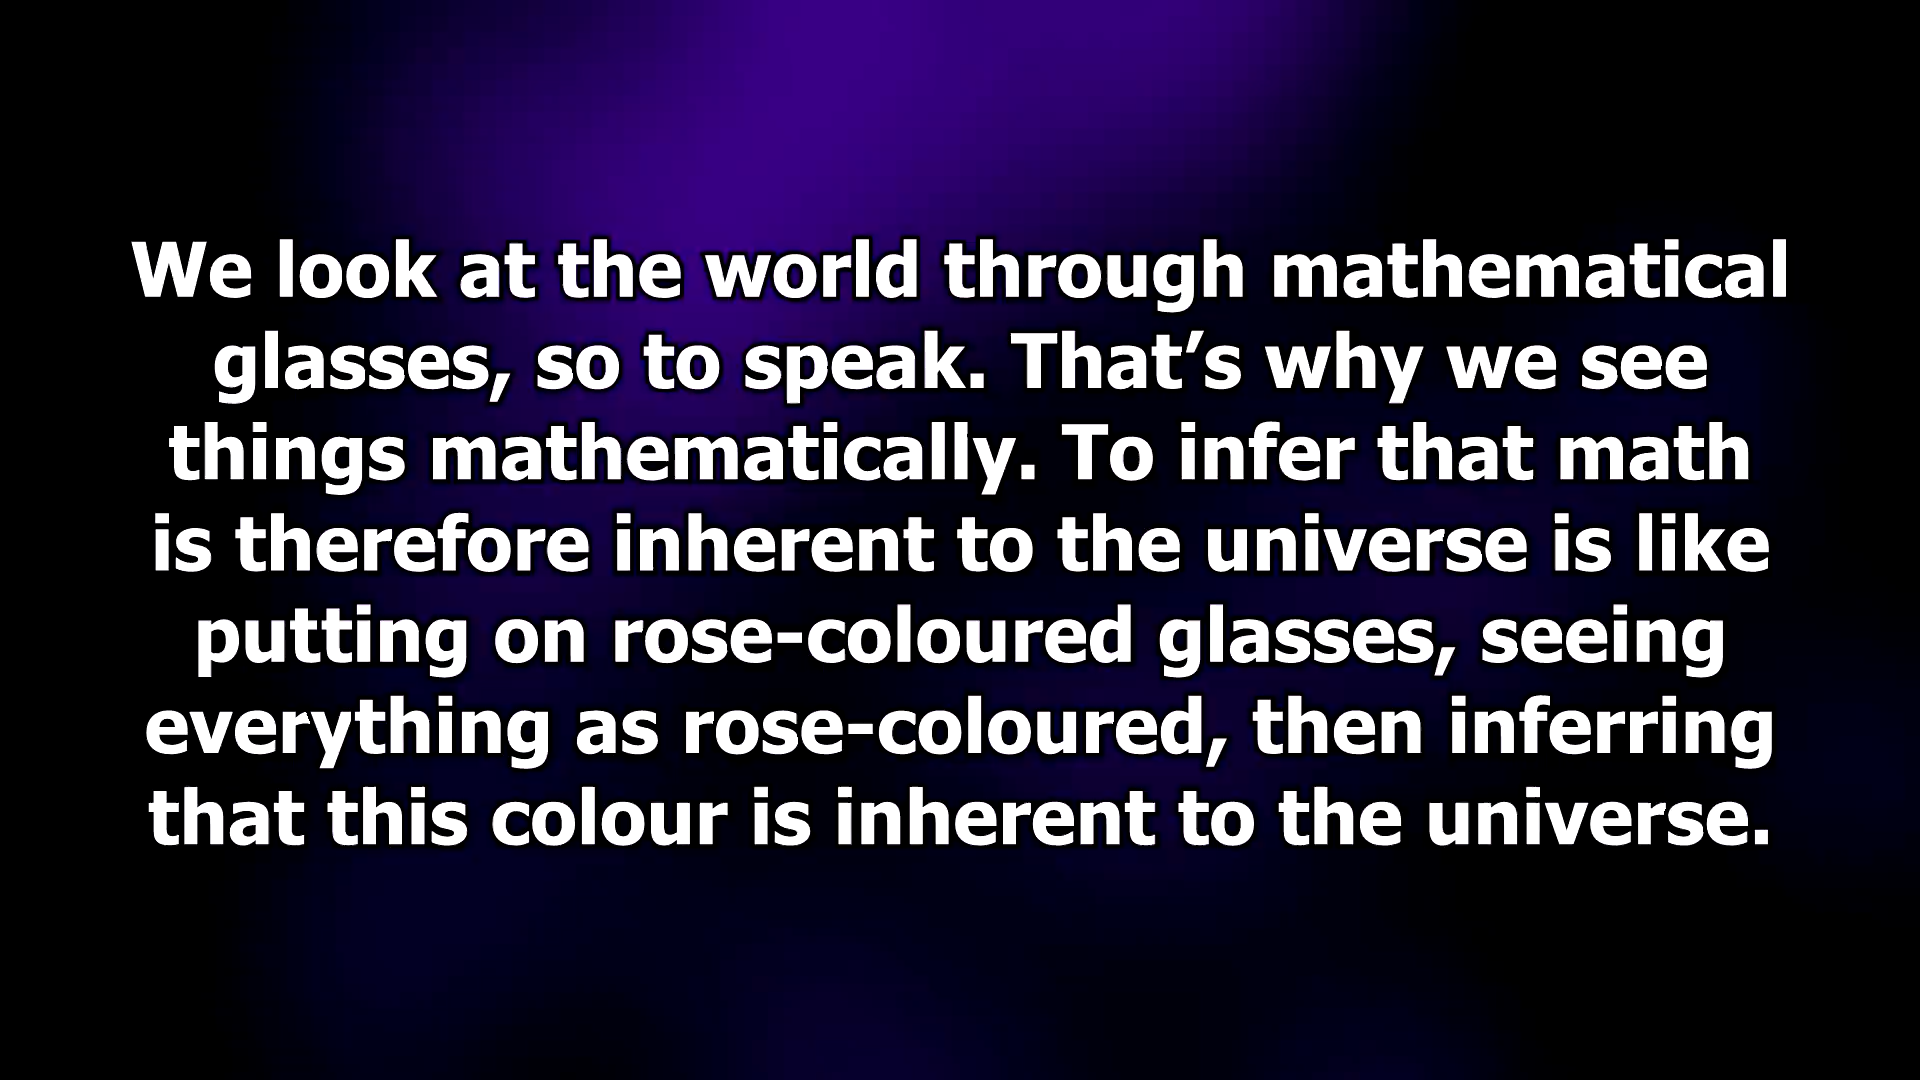 We look at the world through mathematical
glasses, so to speak. That’s why we see
things mathematically. To infer that math
is therefore inherent to the universe is like
putting on rose-coloured glasses, seeing
everything as rose-coloured, then inferring
that this colour is inherent to the universe.